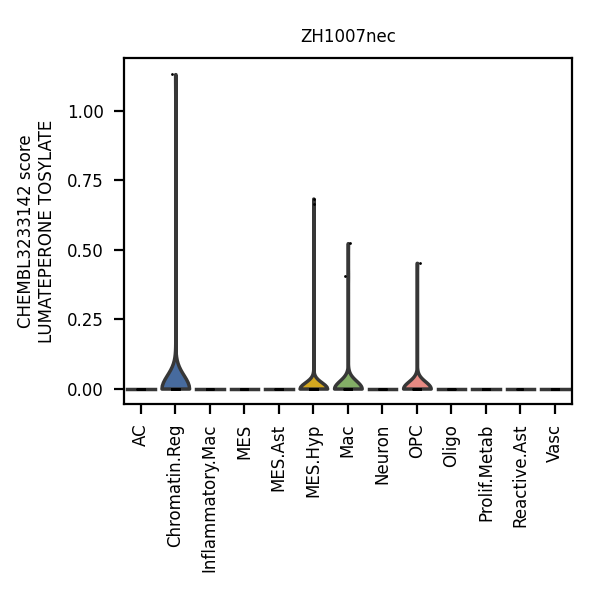 ZH1007nec
CHEMBL3233142 score
LUMATEPERONE TOSYLATE
1.00
0.75
0.50
0.25
0.00
AC
Chromatin.Reg
Inflammatory.Mac
MES
MES.Ast
MES.Hyp
Mac
Neuron
OPC
Oligo
Prolif.Metab
Reactive.Ast
Vasc